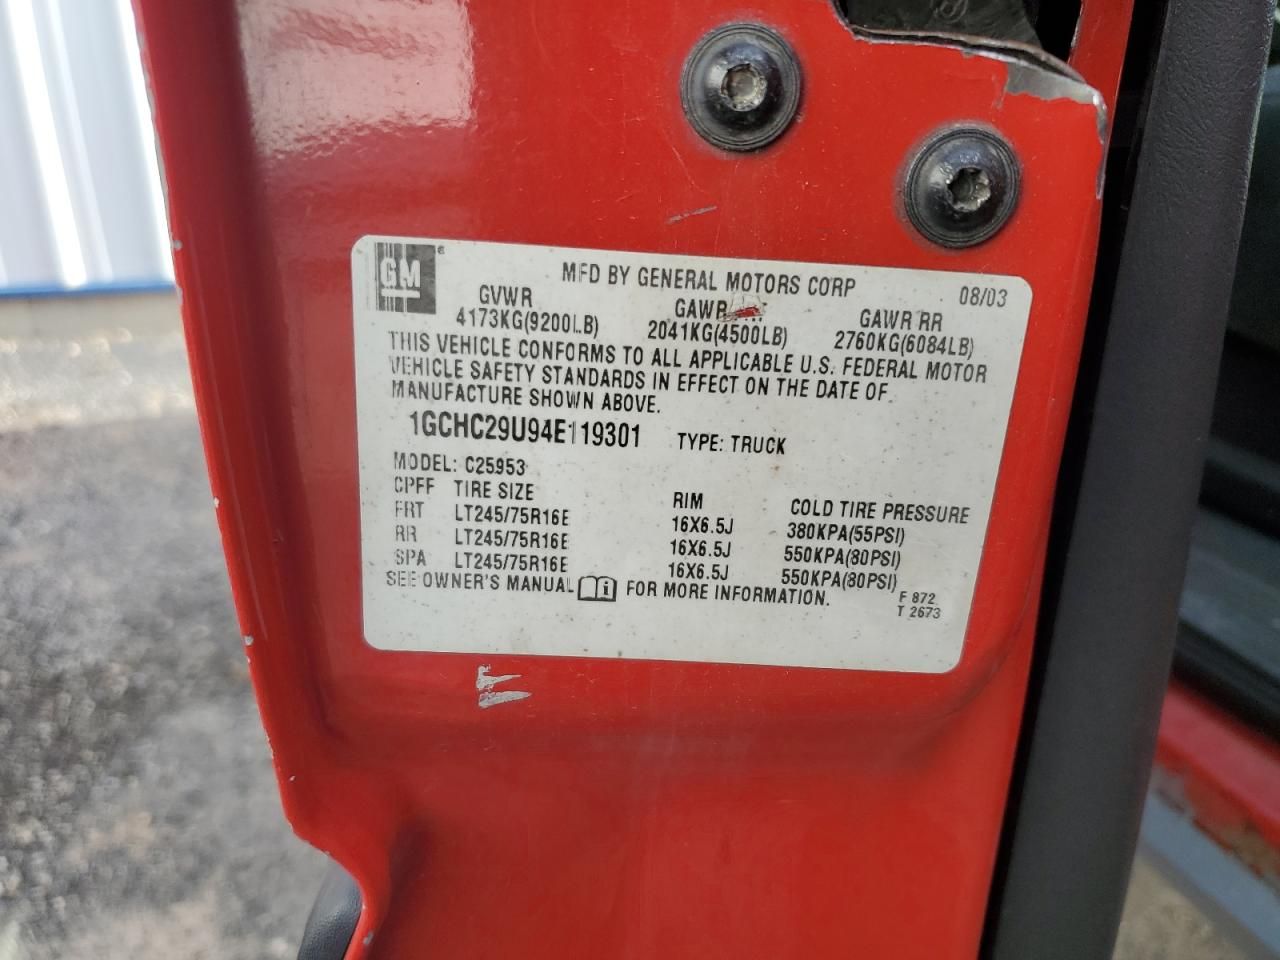 GM®
MFD BY GENERAL MOTORS CORP 08/03
GVWR GAWR GAWR RR
4173KG(9200LB) 2041KG(4500LB) 2760KG(6084LB)
THIS VEHICLE CONFORMS TO ALL APPLICABLE U.S. FEDERAL MOTOR
VEHICLE SAFETY STANDARDS IN EFFECT ON THE DATE OF
MANUFACTURE SHOWN ABOVE.
1GCHC29U94E119301 TYPE: TRUCK
MODEL: C25953
CPFF TIRE SIZE RIM COLD TIRE PRESSURE
FRT LT245/75R16E 16X6.5J 380KPA(55PSI)
RR LT245/75R16E 16X6.5J 550KPA(80PSI)
SPA LT245/75R16E 16X6.5J 550KPA(80PSI)
SEE OWNER'S MANUAL FOR MORE INFORMATION.
F 872
T 2673